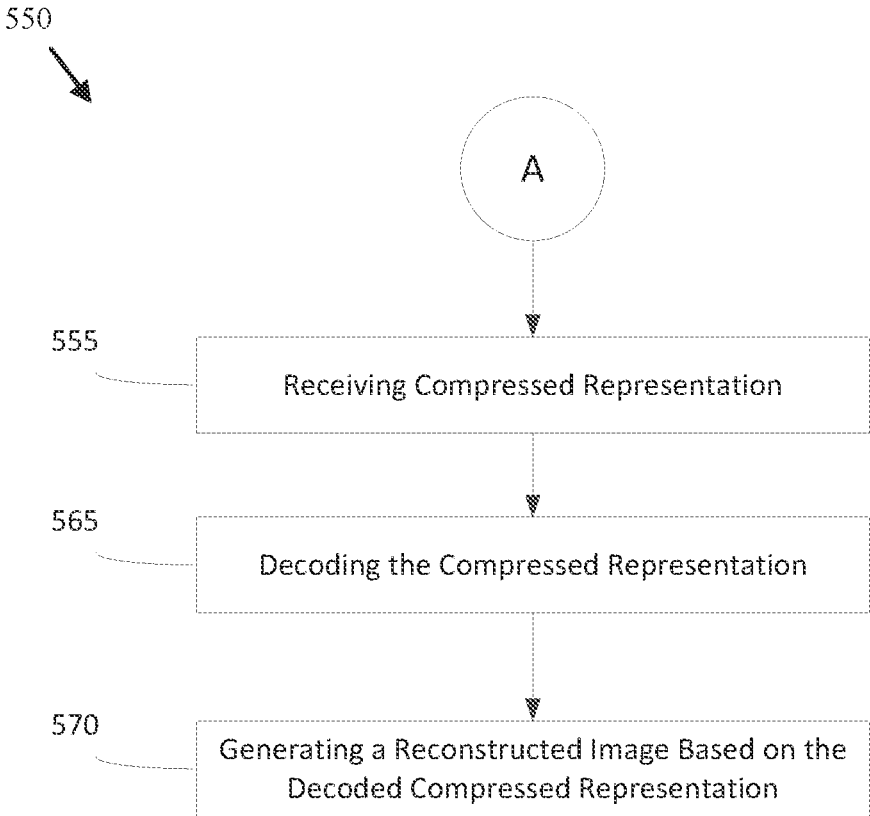 550
A
555
Receiving Compressed Representation
565
Decoding the Compressed Representation
570
Generating a Reconstructed Image Based on the
Decoded Compressed Representation